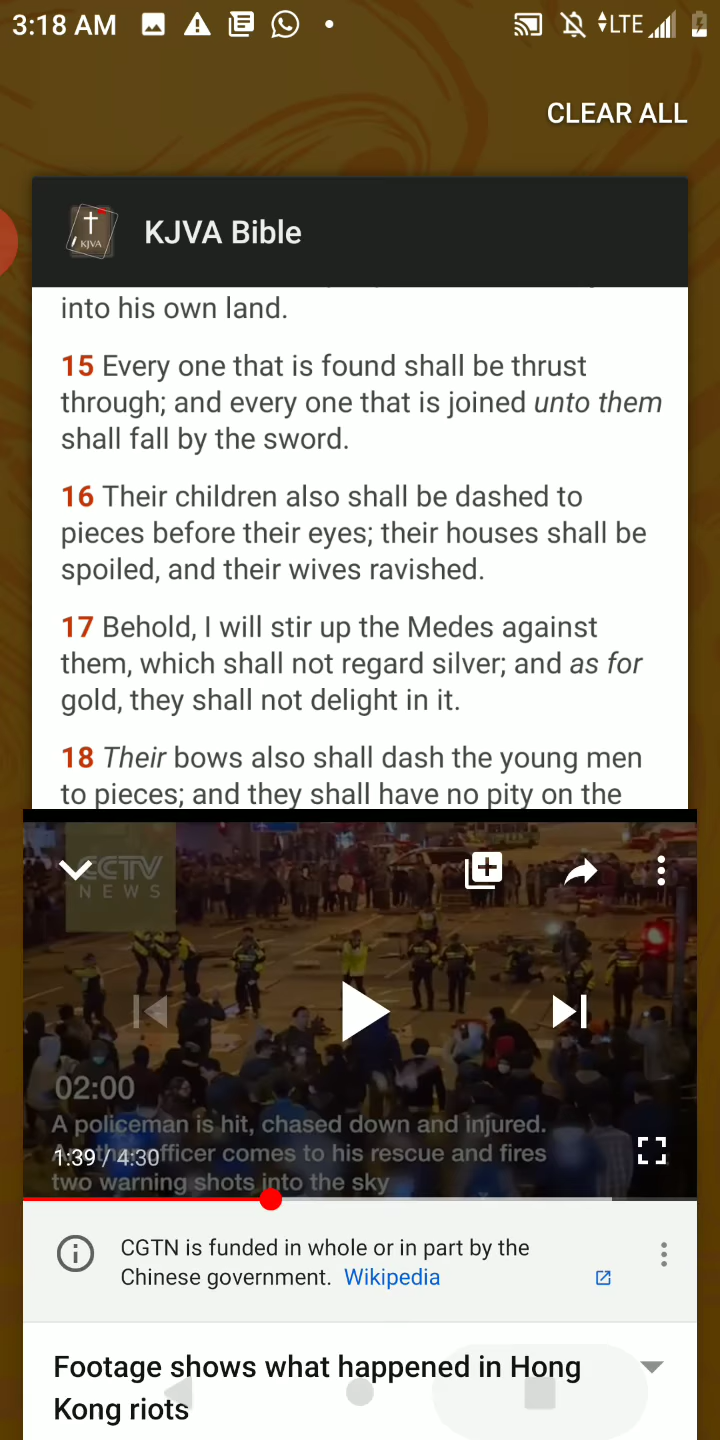 3:18 AM
LTE
CLEAR ALL
KJVA
KJVA Bible
into his own land.
15 Every one that is found shall be thrust
through; and every one that is joined unto them
shall fall by the sword.
16 Their children also shall be dashed to
pieces before their eyes; their houses shall be
spoiled, and their wives ravished.
17 Behold, I will stir up the Medes against
them, which shall not regard silver; and as for
gold, they shall not delight in it.
18 Their bows also shall dash the young men
to pieces; and they shall have no pity on the
CCTV
NEWS
02:00
A policeman is hit, chased down and injured.
officer comes to his rescue and fires
1:39 / 4:30
two warning shots into the sky
CGTN is funded in whole or in part by the
Chinese government. Wikipedia
Footage shows what happened in Hong
Kong riots